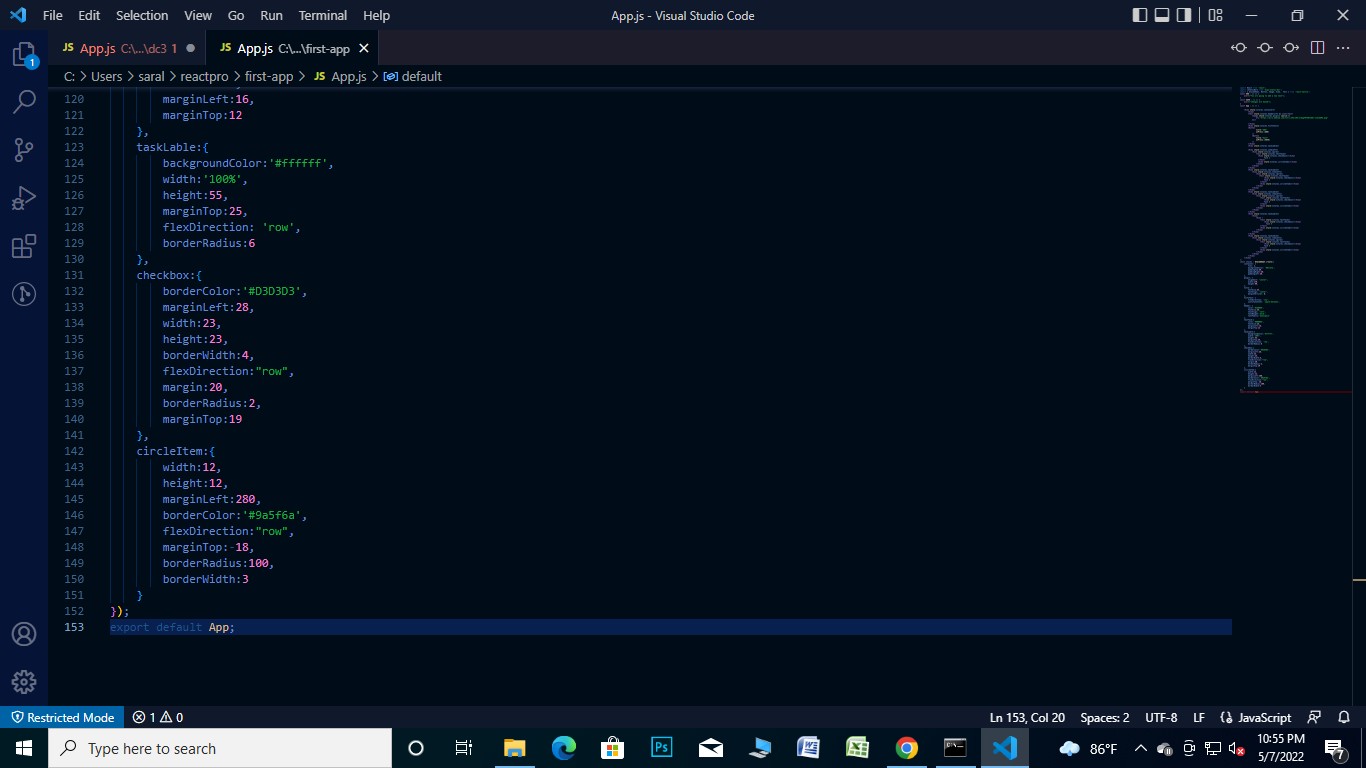 File Edit Selection View Go Run Terminal Help App.js - Visual Studio Code
JS App.js C:\...\dc3 1 JS App.js C:\...\first-app
C: > Users > saral > reactpro > first-app > JS App.js > default
120 marginLeft:16,
121 marginTop:12
122 },
123 taskLable:{
124 backgroundColor:'#ffffff',
125 width:'100%',
126 height:55,
127 marginTop:25,
128 flexDirection: 'row',
129 borderRadius:6
130 },
131 checkbox:{
132 borderColor:'#D3D3D3',
133 marginLeft:28,
134 width:23,
135 height:23,
136 borderWidth:4,
137 flexDirection:"row",
138 margin:20,
139 borderRadius:2,
140 marginTop:19
141 },
142 circleItem:{
143 width:12,
144 height:12,
145 marginLeft:280,
146 borderColor:'#9a5f6a',
147 flexDirection:"row",
148 marginTop:-18,
149 borderRadius:100,
150 borderWidth:3
151 }
152 });
153 export default App;
1
Restricted Mode 1 0 Ln 153, Col 20 Spaces: 2 UTF-8 LF JavaScript
Type here to search
Ps
86°F
10:55 PM
5/7/2022
7